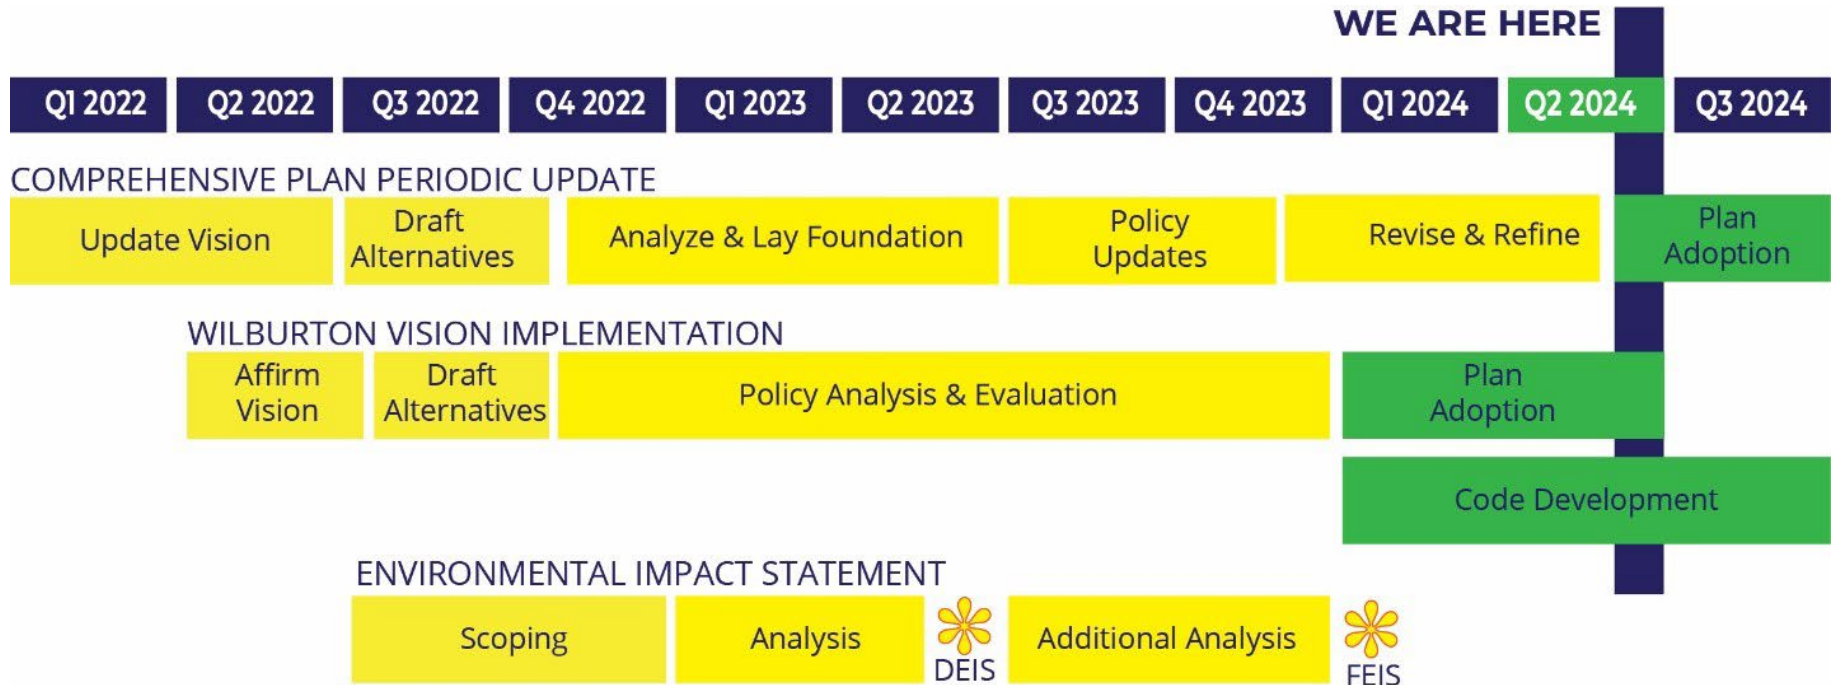 WE ARE HERE
Q1 2022 Q2 2022 Q3 2022 Q4 2022 Q1 2023 Q2 2023 Q3 2023 Q4 2023 Q1 2024 Q2 2024 Q3 2024
COMPREHENSIVE PLAN PERIODIC UPDATE
Update Vision
Draft
Alternatives
Analyze & Lay Foundation
Policy
Updates
Revise & Refine
Plan
Adoption
WILBURTON VISION IMPLEMENTATION
Affirm
Vision
Draft
Alternatives
Policy Analysis & Evaluation
Plan
Adoption
Code Development
ENVIRONMENTAL IMPACT STATEMENT
Scoping
Analysis
DEIS
Additional Analysis
FEIS